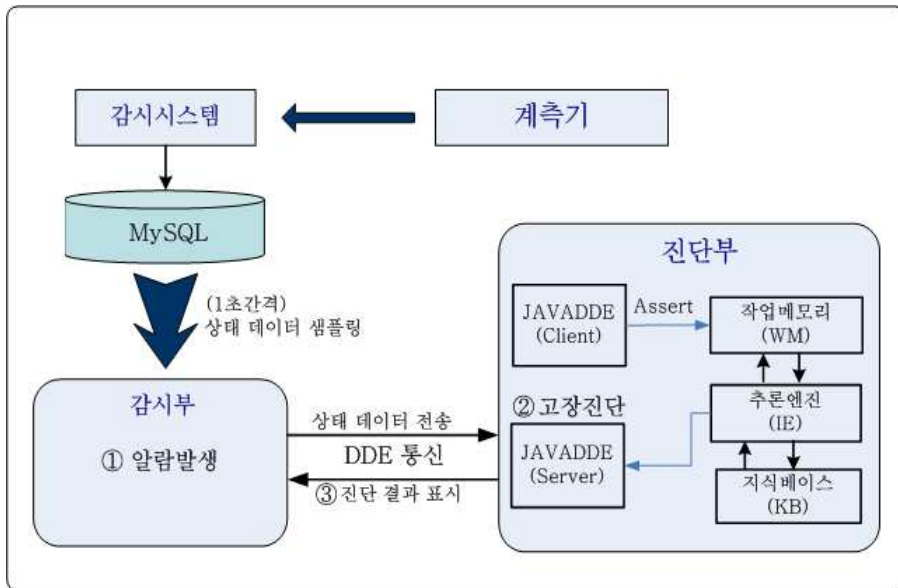 감시시스템
계측기
MySQL
(1초간격)
상태 데이터 샘플링
감시부
① 알람발생
상태 데이터 전송
DDE 통신
③ 진단 결과 표시
진단부
JAVADDE
(Client)
Assert
작업메모리
(WM)
② 고장진단
JAVADDE
(Server)
추론엔진
(IE)
지식베이스
(KB)